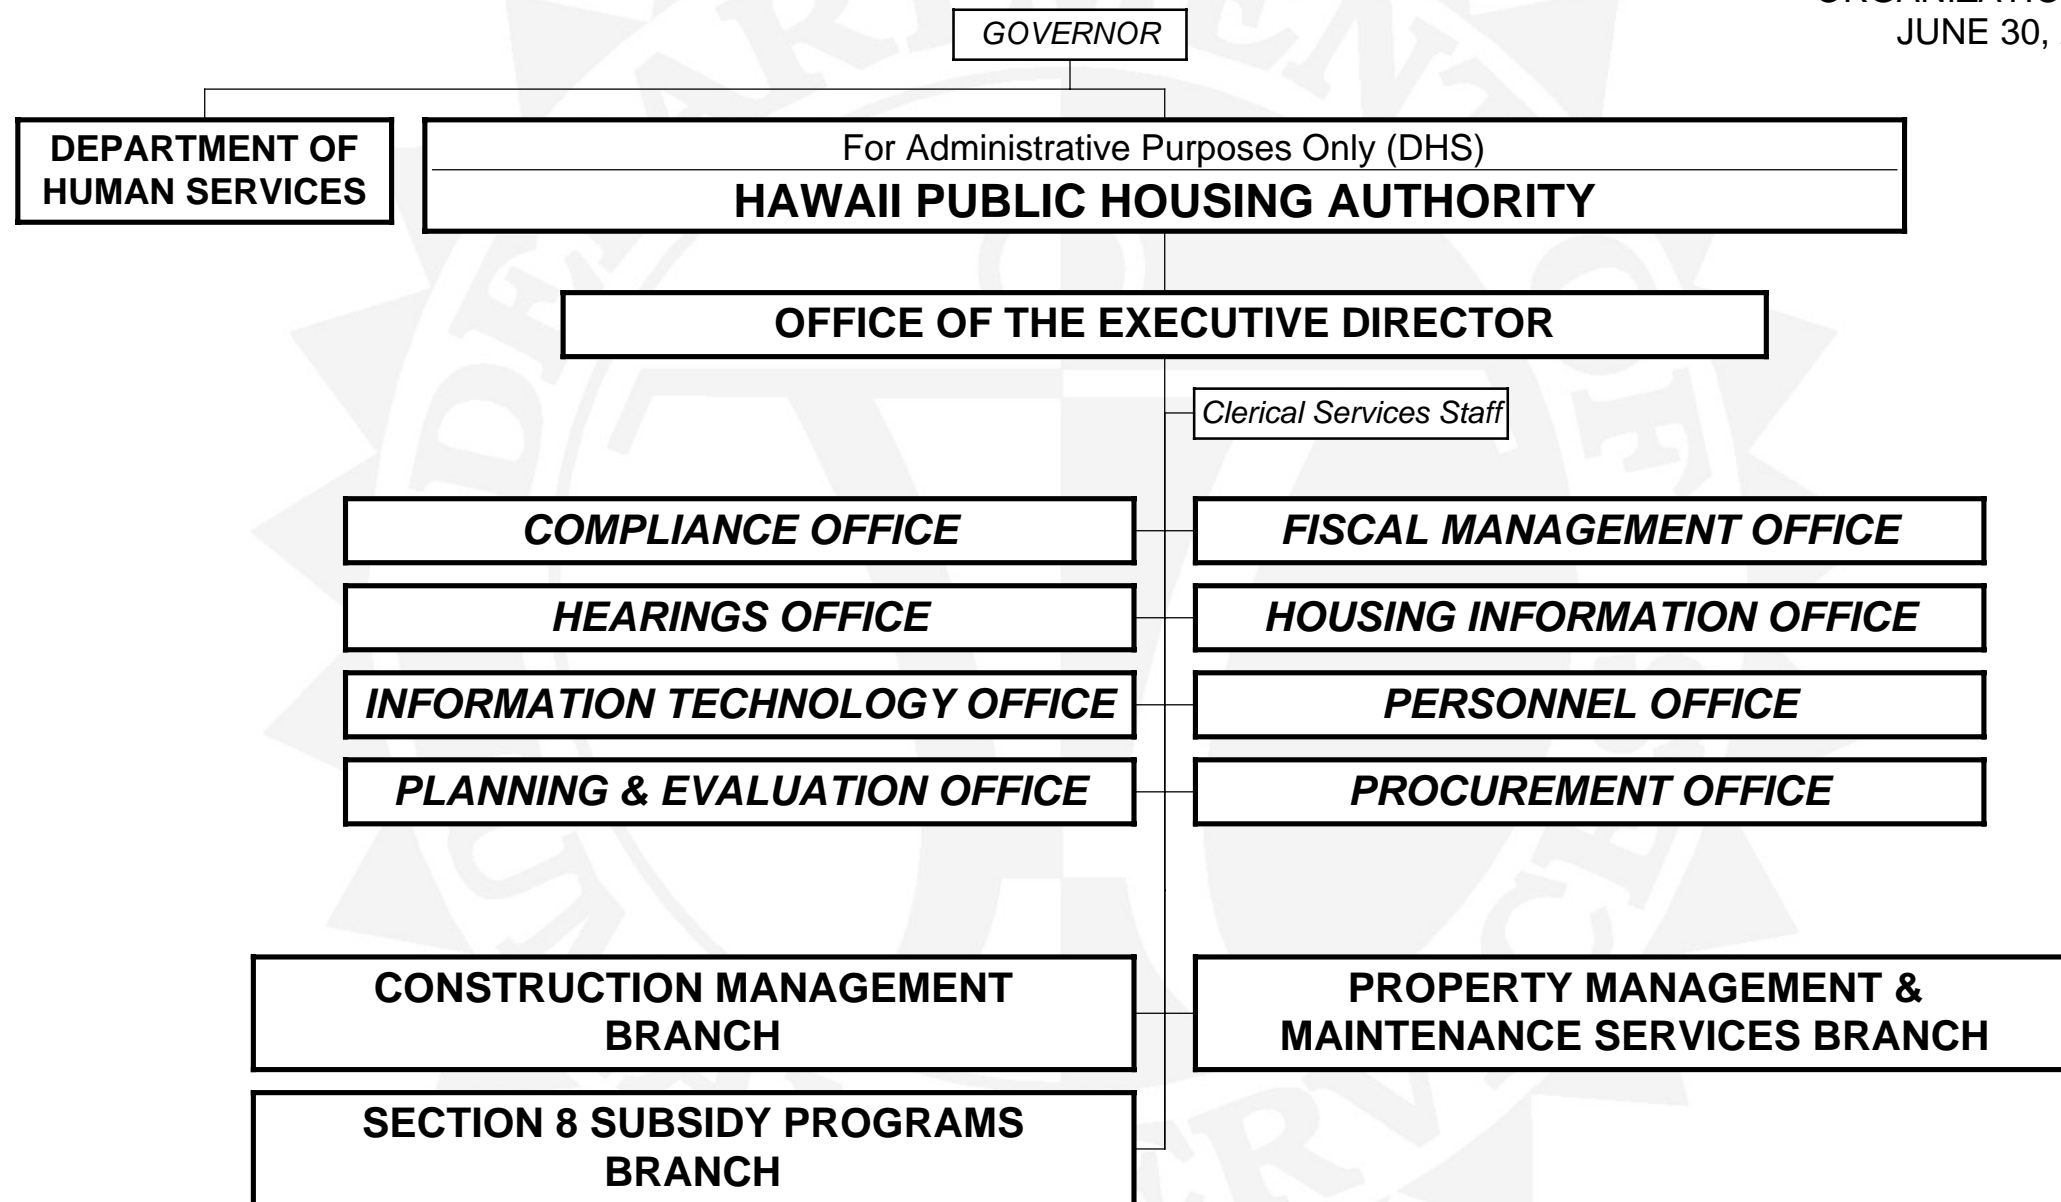 JUNE 30,
GOVERNOR
DEPARTMENT OF
HUMAN SERVICES
For Administrative Purposes Only (DHS)
HAWAII PUBLIC HOUSING AUTHORITY
OFFICE OF THE EXECUTIVE DIRECTOR
Clerical Services Staff
COMPLIANCE OFFICE
FISCAL MANAGEMENT OFFICE
HEARINGS OFFICE
HOUSING INFORMATION OFFICE
INFORMATION TECHNOLOGY OFFICE
PERSONNEL OFFICE
PLANNING & EVALUATION OFFICE
PROCUREMENT OFFICE
CONSTRUCTION MANAGEMENT
BRANCH
PROPERTY MANAGEMENT &
MAINTENANCE SERVICES BRANCH
SECTION 8 SUBSIDY PROGRAMS
BRANCH